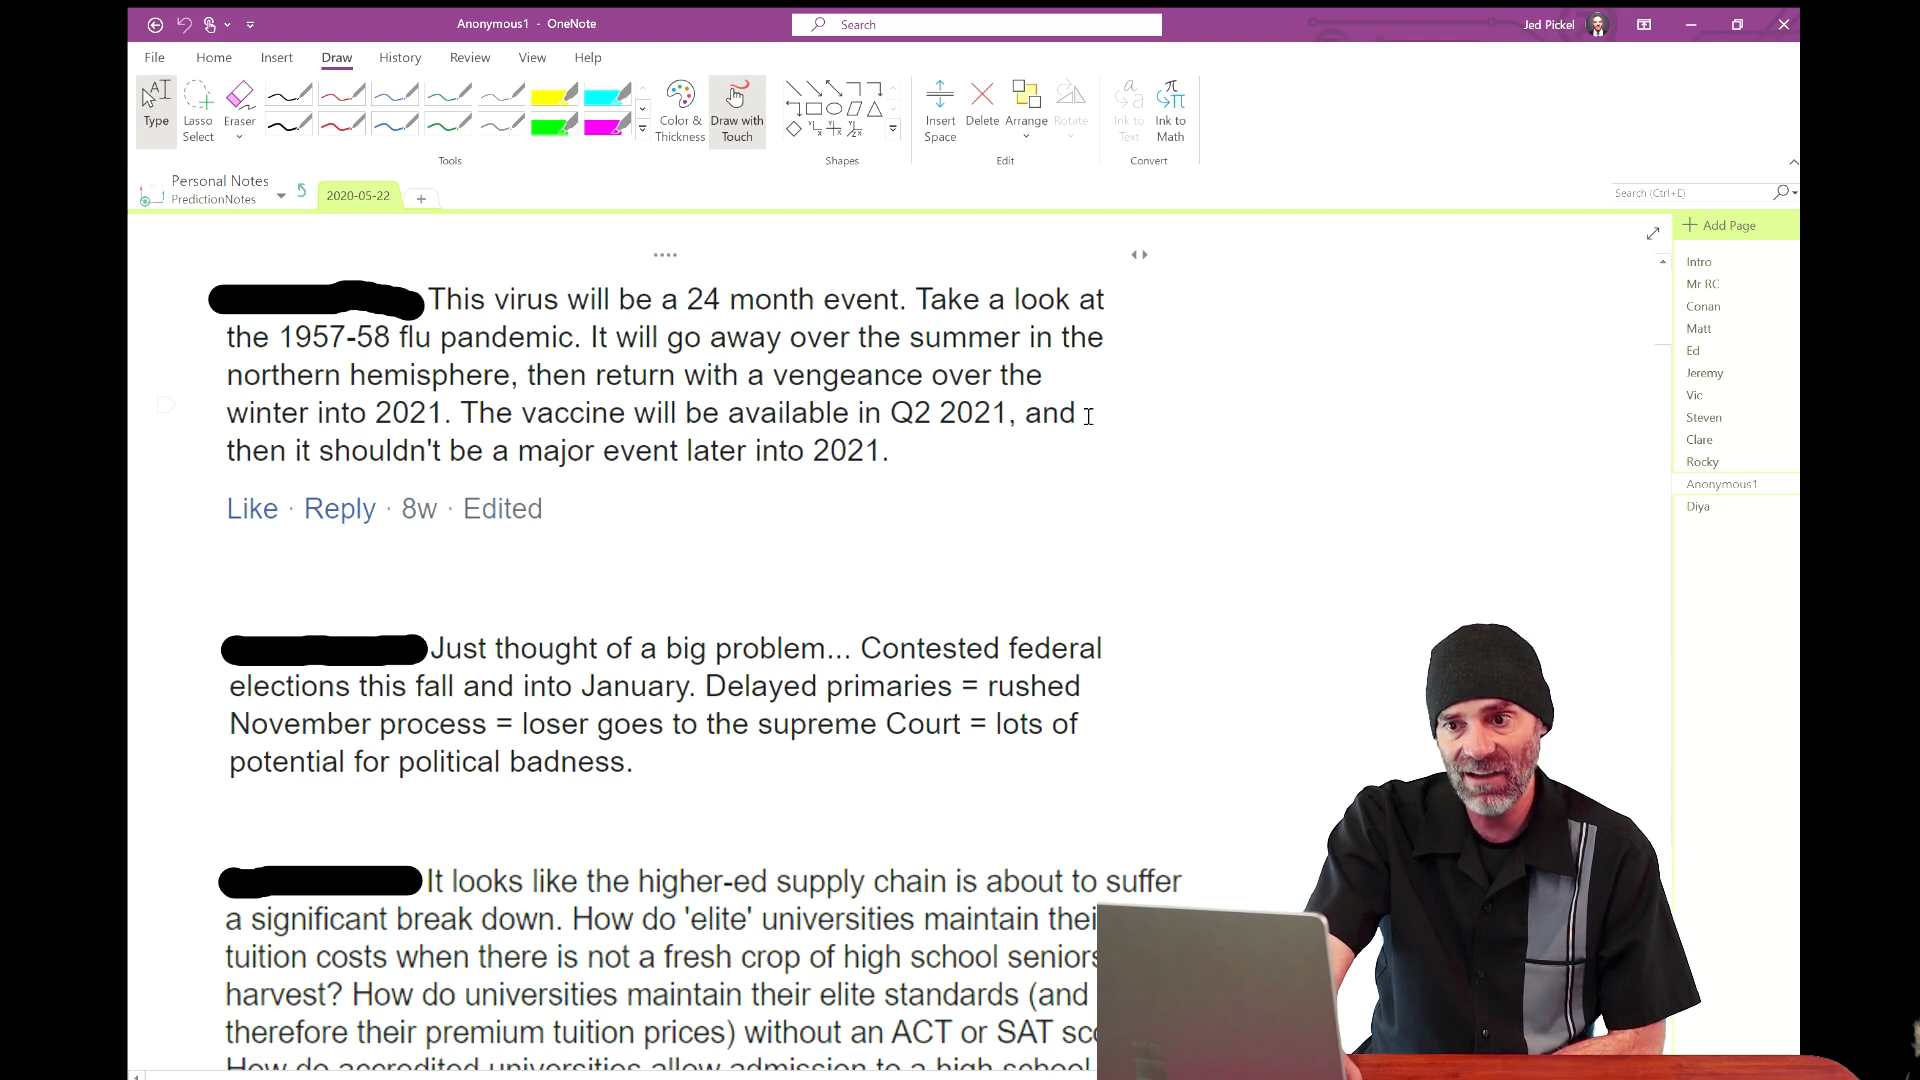 Anonymous1 - OneNote
Search
Jed Pickel
File Home Insert Draw History Review View Help
Type
Lasso Select
Eraser
Color & Thickness
Draw with Touch
Insert Space
Delete
Arrange
Rotate
Ink to Text
Ink to Math
Tools
Shapes
Edit
Convert
Personal Notes
PredictionNotes
2020-05-22
Search (Ctrl+E)
Add Page
Intro
Mr RC
Conan
Matt
Ed
Jeremy
Vic
Steven
Clare
Rocky
Anonymous1
Diya
This virus will be a 24 month event. Take a look at
the 1957-58 flu pandemic. It will go away over the summer in the
northern hemisphere, then return with a vengeance over the
winter into 2021. The vaccine will be available in Q2 2021, and
then it shouldn't be a major event later into 2021.
Like · Reply · 8w · Edited
Just thought of a big problem... Contested federal
elections this fall and into January. Delayed primaries = rushed
November process = loser goes to the supreme Court = lots of
potential for political badness.
It looks like the higher-ed supply chain is about to suffer
a significant break down. How do 'elite' universities maintain
tuition costs when there is not a fresh crop of high school seniors
harvest? How do universities maintain their elite standards (and
therefore their premium tuition prices) without an ACT or SAT
How do accredited universities allow admission to a high school